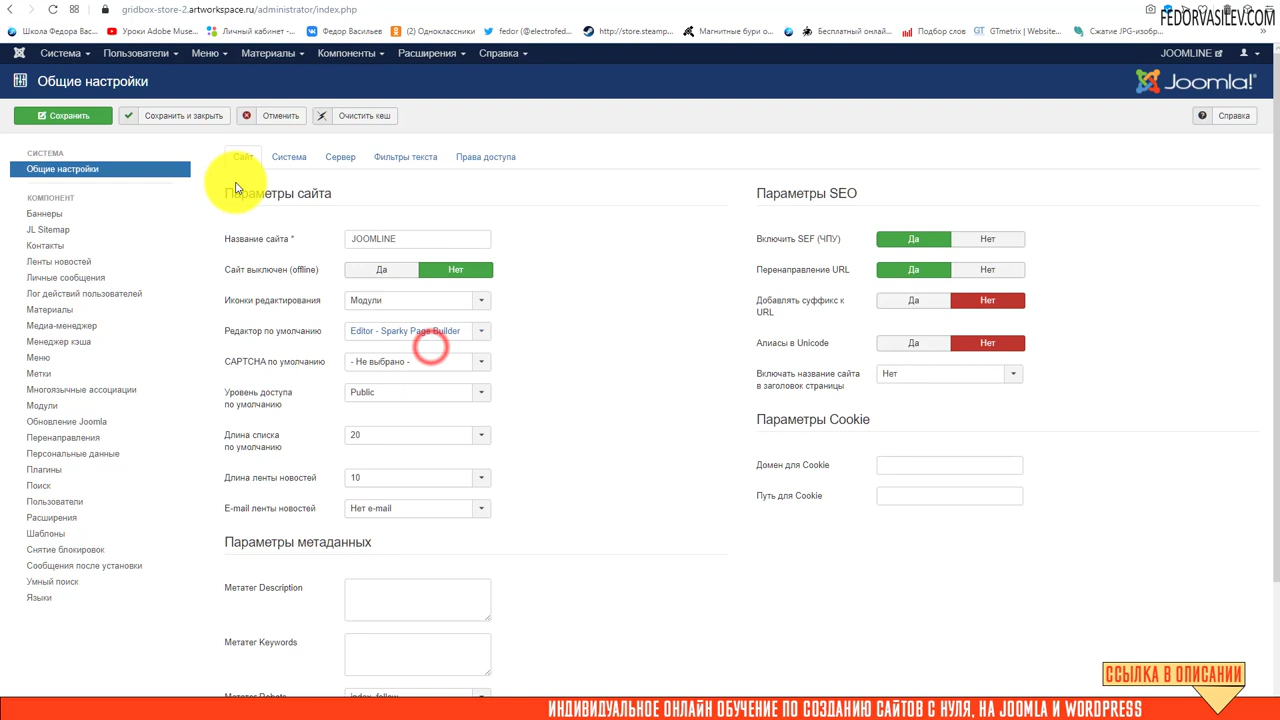 gridbox-store-2.artworkspace.ru/administrator/index.php
FEDORVASILEV.COM
Школа Федора Вас...
Уроки Adobe Muse...
Личный кабинет -...
Федор Васильев
(2) Одноклассники
fedor (@electrofed...
http://store.steamp...
Магнитные бури о...
Бесплатный онлай...
Подбор слов
GTmetrix | Website...
Сжатие JPG-изобр...
Система
Пользователи
Меню
Материалы
Компоненты
Расширения
Справка
JOOMLINE
Общие настройки
Joomla!
Сохранить
Сохранить и закрыть
Отменить
Очистить кеш
Справка
СИСТЕМА
Общие настройки
КОМПОНЕНТ
Баннеры
JL Sitemap
Контакты
Ленты новостей
Личные сообщения
Лог действий пользователей
Материалы
Медиа-менеджер
Менеджер кэша
Меню
Метки
Многоязычные ассоциации
Модули
Обновление Joomla
Перенаправления
Персональные данные
Плагины
Поиск
Пользователи
Расширения
Шаблоны
Снятие блокировок
Сообщения после установки
Умный поиск
Языки
Сайт
Система
Сервер
Фильтры текста
Права доступа
Параметры сайта
Название сайта *
JOOMLINE
Сайт выключен (offline)
Да
Нет
Иконки редактирования
Модули
Редактор по умолчанию
Editor - Sparky Page Builder
CAPTCHA по умолчанию
- Не выбрано -
Уровень доступа
по умолчанию
Public
Длина списка
по умолчанию
20
Длина ленты новостей
10
E-mail ленты новостей
Нет e-mail
Параметры метаданных
Метатег Description
Метатег Keywords
Метатег Robots
index, follow
Параметры SEO
Включить SEF (ЧПУ)
Да
Нет
Перенаправление URL
Да
Нет
Добавлять суффикс к
URL
Да
Нет
Алиасы в Unicode
Да
Нет
Включать название сайта
в заголовок страницы
Нет
Параметры Cookie
Домен для Cookie
Путь для Cookie
ССЫЛКА В ОПИСАНИИ
ИНДИВИДУАЛЬНОЕ ОНЛАЙН ОБУЧЕНИЕ ПО СОЗДАНИЮ САЙТОВ С НУЛЯ, НА JOOMLA И WORDPRESS